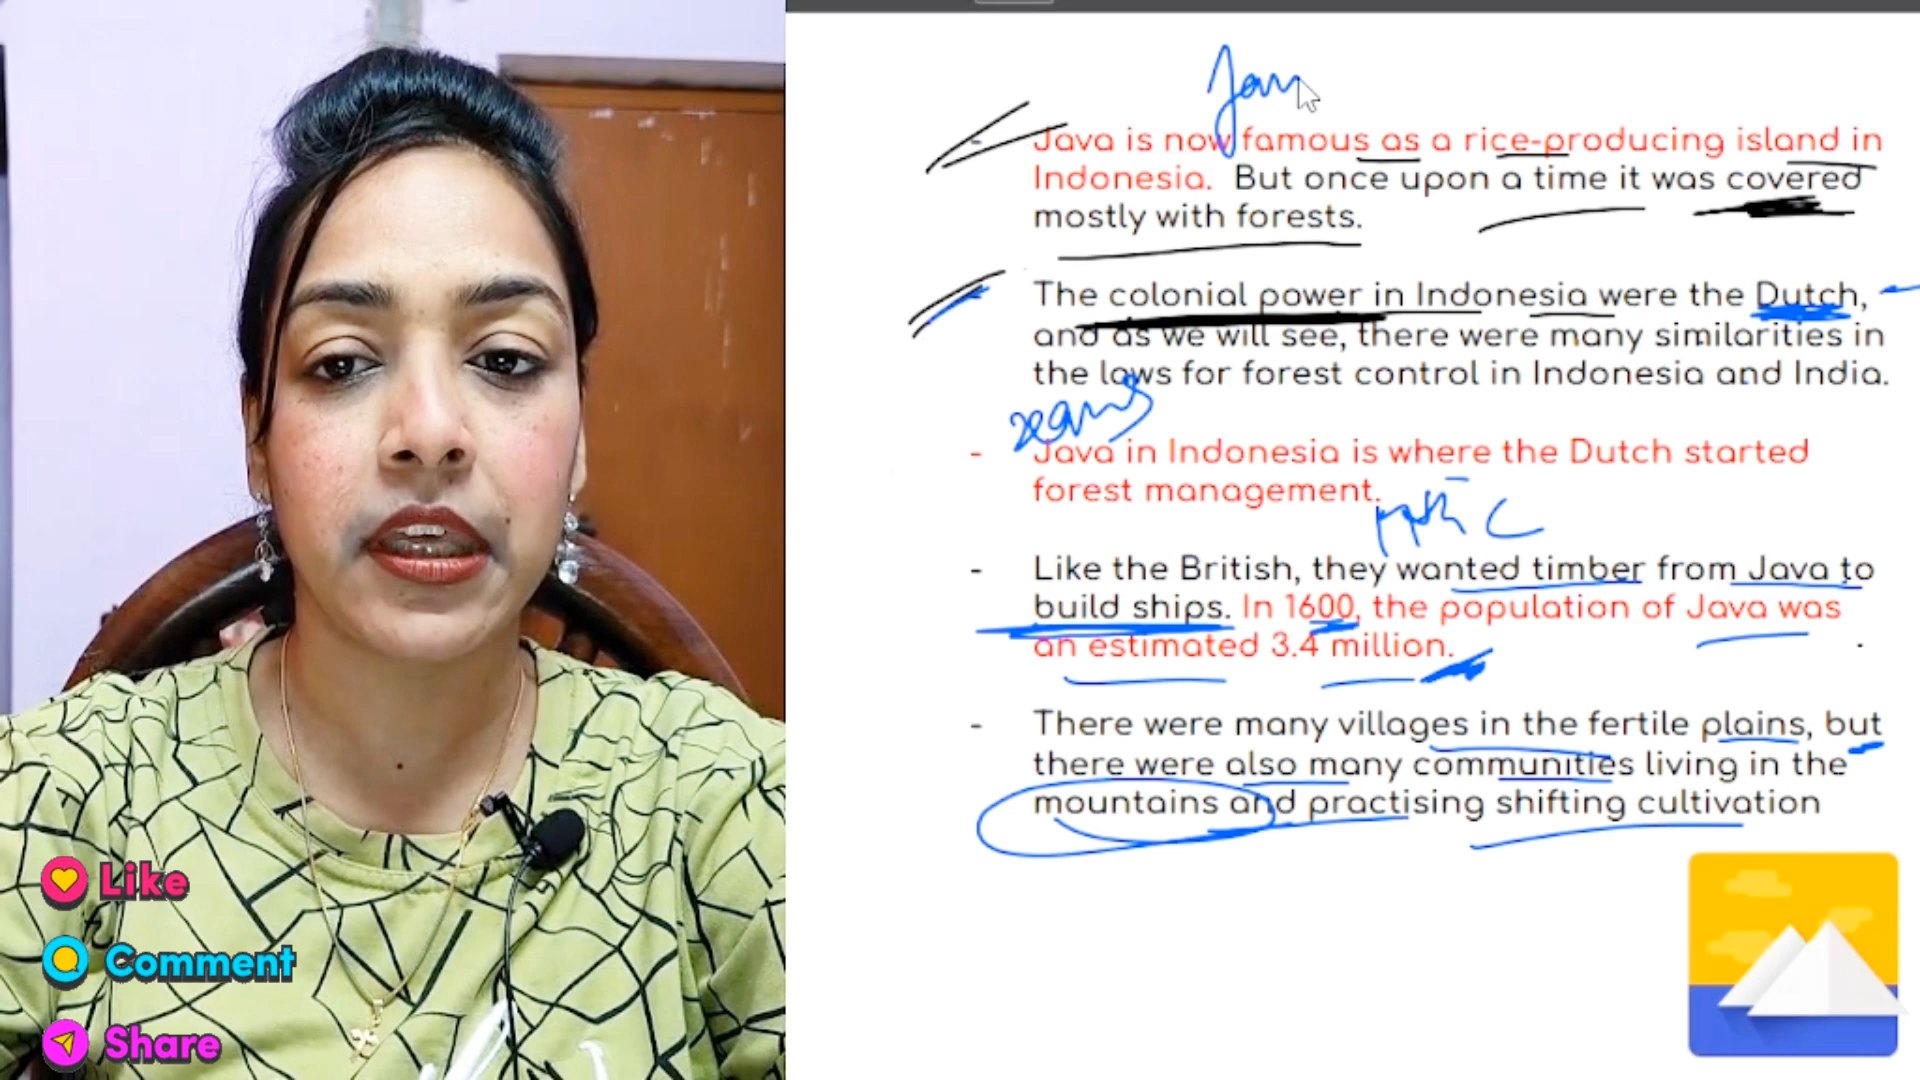 - Java is now famous as a rice-producing island in
Indonesia. But once upon a time it was covered
mostly with forests.
The colonial power in Indonesia were the Dutch,
and as we will see, there were many similarities in
the laws for forest control in Indonesia and India.
- Java in Indonesia is where the Dutch started
forest management.
- Like the British, they wanted timber from Java to
build ships. In 1600, the population of Java was
an estimated 3.4 million.
- There were many villages in the fertile plains, but
there were also many communities living in the
mountains and practising shifting cultivation
Like
Comment
Share